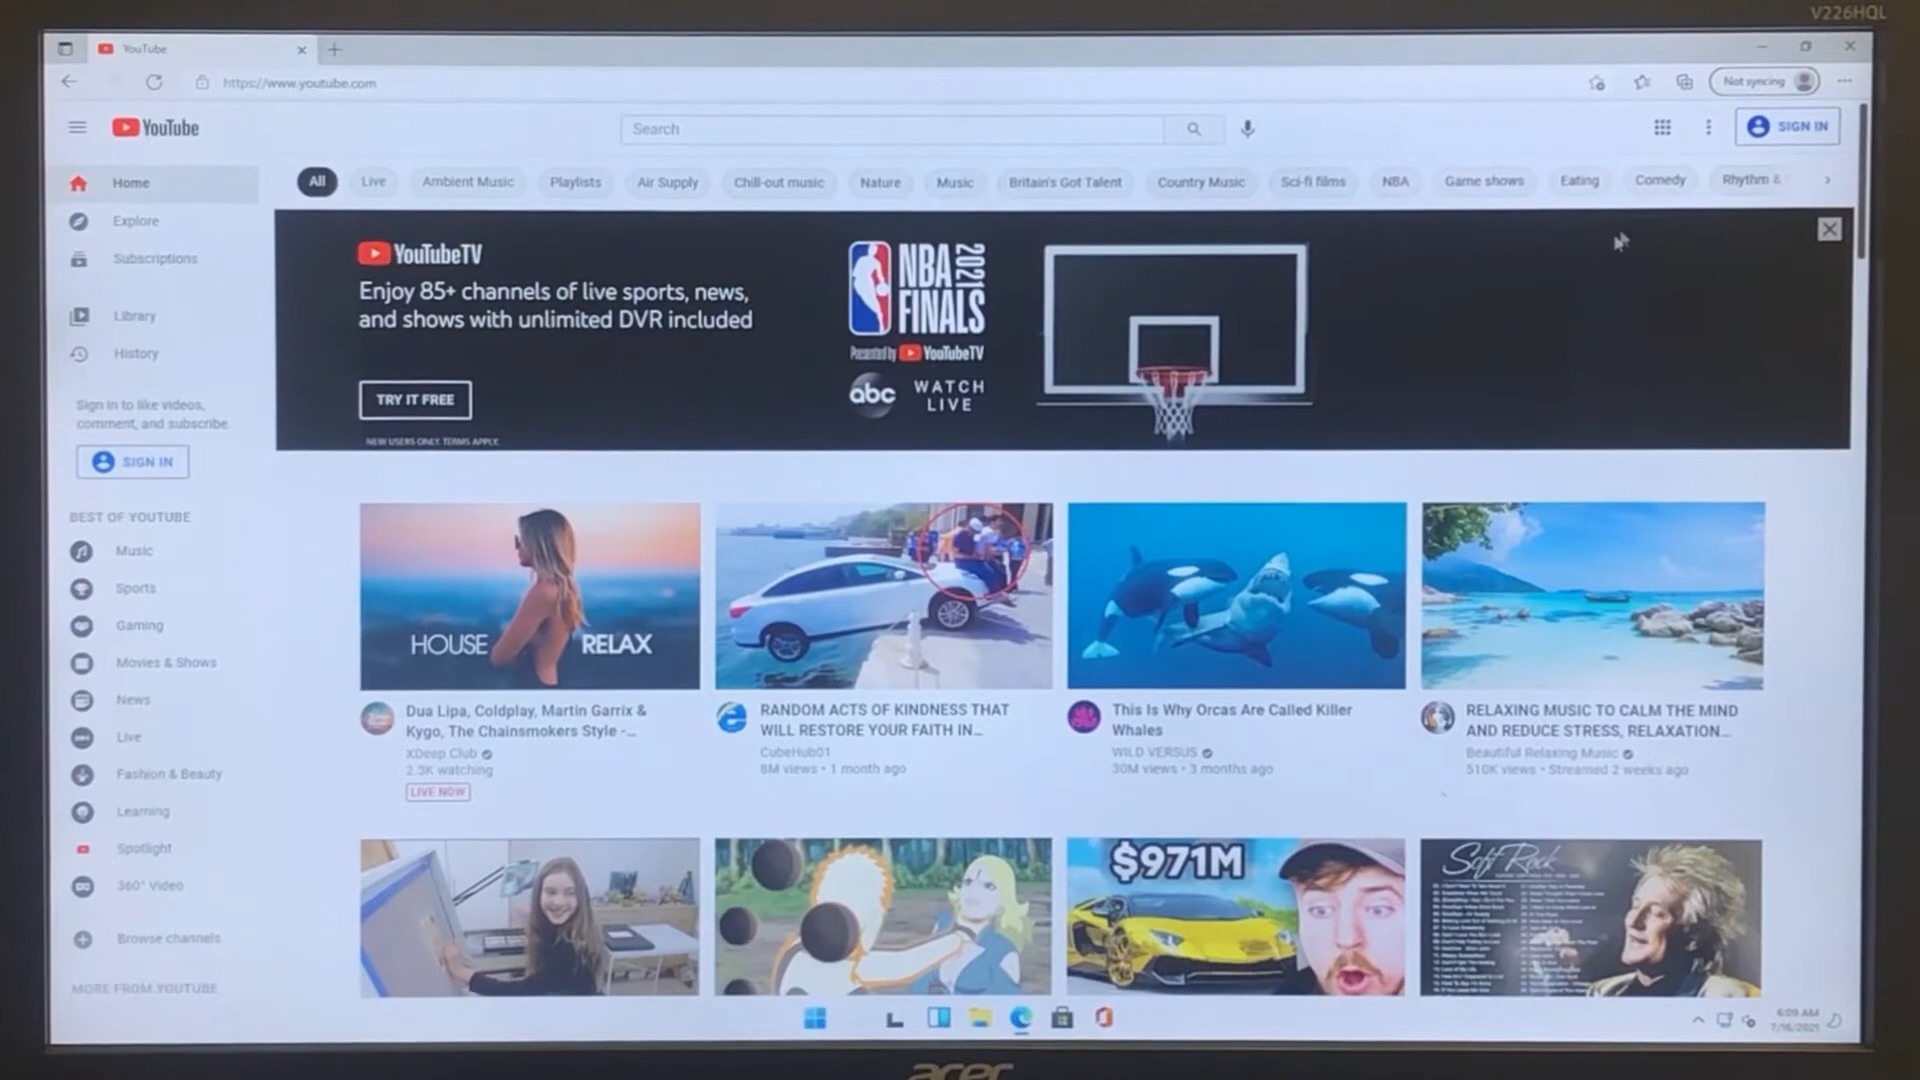 V226HQL
YouTube
https://www.youtube.com
Not syncing
YouTube
Search
SIGN IN
Home
All
Live
Ambient Music
Playlists
Air Supply
Chill-out music
Nature
Music
Britain's Got Talent
Country Music
Sci-fi films
NBA
Game shows
Eating
Comedy
Rhythm &
Explore
Subscriptions
Library
History
Sign in to like videos,
comment, and subscribe.
SIGN IN
YouTubeTV
Enjoy 85+ channels of live sports, news,
and shows with unlimited DVR included
TRY IT FREE
NEW USERS ONLY. TERMS APPLY.
NBA
FINALS
2021
Presented by YouTubeTV
abc
WATCH
LIVE
BEST OF YOUTUBE
Music
Sports
Gaming
Movies & Shows
News
Live
Fashion & Beauty
Learning
Spotlight
360° Video
Browse channels
MORE FROM YOUTUBE
HOUSE RELAX
Dua Lipa, Coldplay, Martin Garrix &
Kygo, The Chainsmokers Style -...
XDeep Club
2.3K watching
LIVE NOW
RANDOM ACTS OF KINDNESS THAT
WILL RESTORE YOUR FAITH IN...
CubeHub01
8M views • 1 month ago
This Is Why Orcas Are Called Killer
Whales
WILD VERSUS
30M views • 3 months ago
RELAXING MUSIC TO CALM THE MIND
AND REDUCE STRESS, RELAXATION...
Beautiful Relaxing Music
510K views • Streamed 2 weeks ago
$971M
Soft Rock
6:09 AM
7/16/2021
acer